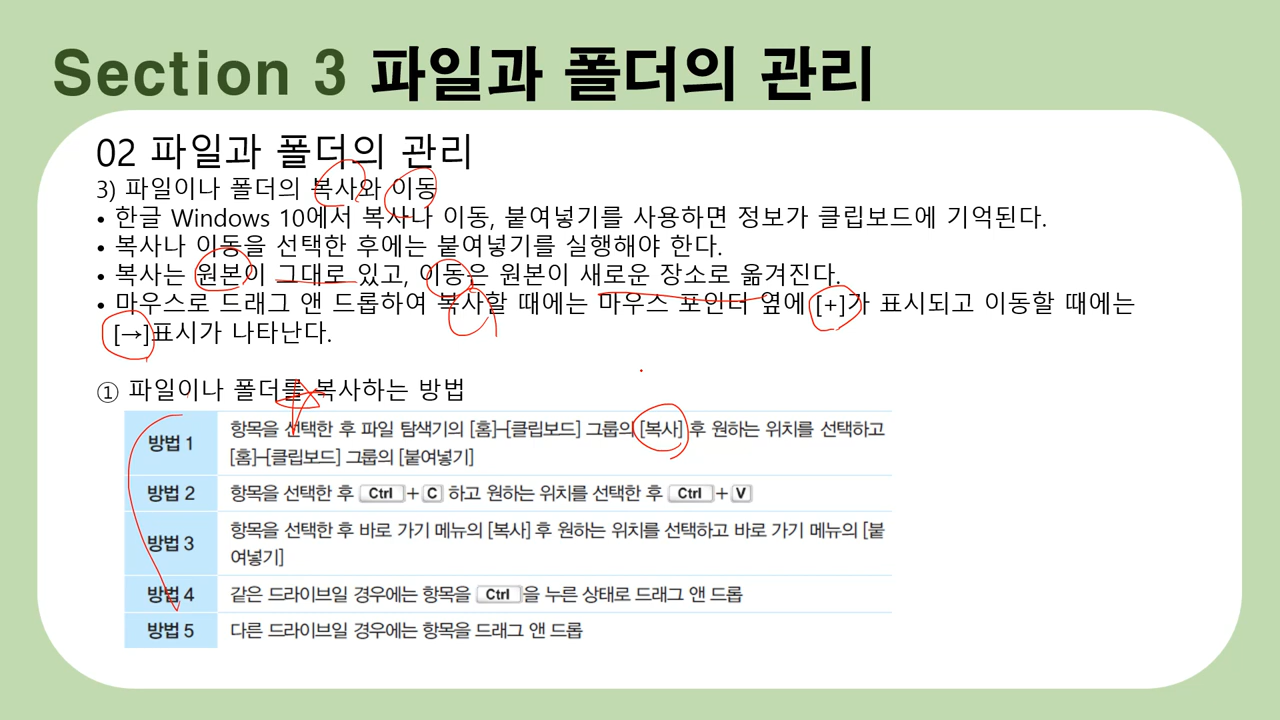 Section 3 파일과 폴더의 관리
02 파일과 폴더의 관리
3) 파일이나 폴더의 복사와 이동
• 한글 Windows 10에서 복사나 이동, 붙여넣기를 사용하면 정보가 클립보드에 기억된다.
• 복사나 이동을 선택한 후에는 붙여넣기를 실행해야 한다.
• 복사는 원본이 그대로 있고, 이동은 원본이 새로운 장소로 옮겨진다.
• 마우스로 드래그 앤 드롭하여 복사할 때에는 마우스 포인터 옆에 [+]가 표시되고 이동할 때에는
[→]표시가 나타난다.
① 파일이나 폴더를 복사하는 방법
방법 1 항목을 선택한 후 파일 탐색기의 [홈]-[클립보드] 그룹의 [복사] 후 원하는 위치를 선택하고
[홈]-[클립보드] 그룹의 [붙여넣기]
방법 2 항목을 선택한 후 Ctrl + C 하고 원하는 위치를 선택한 후 Ctrl + V
방법 3 항목을 선택한 후 바로 가기 메뉴의 [복사] 후 원하는 위치를 선택하고 바로 가기 메뉴의 [붙
여넣기]
방법 4 같은 드라이브일 경우에는 항목을 Ctrl 을 누른 상태로 드래그 앤 드롭
방법 5 다른 드라이브일 경우에는 항목을 드래그 앤 드롭